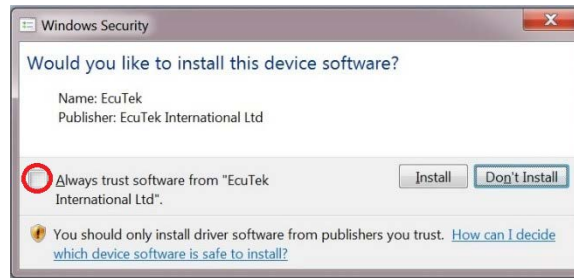 Windows Security
Would you like to install this device software?
Name: EcuTek
Publisher: EcuTek International Ltd
Always trust software from "EcuTek
International Ltd".
Install
Don't Install
You should only install driver software from publishers you trust. How can I decide
which device software is safe to install?